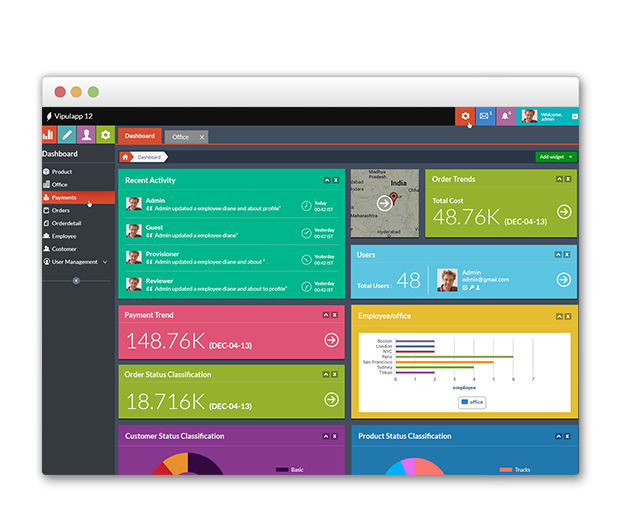 Vipulapp 12
1
4
Welcome,
admin
Dashboard
Office X
Dashboard
Dashboard
Add widget
Product
Office
Payments
Orders
Orderdetail
Employee
Customer
User Management
Recent Activity
Admin
Admin updated a employee diane and about profile"
Today
00:42 IST
Guest
Admin updated a employee diane"
Yesterday
00:42 IST
Provisioner
Admin updated a employee diane and about "
Yesterday
00:42 IST
Reviewer
Admin updated a employee diane and about to profile"
Yesterday
00:42 IST
Madhya
Pradesh
India
Maharashtra
Hyderabad
Order Trends
Total Cost
48.76K (DEC-04-13)
Users
Total Users : 48
Admin
admin@gmail.com
Payment Trend
148.76K (DEC-04-13)
Order Status Classification
18.716K (DEC-04-13)
Employee/office
Boston
London
NYC
Paris
San Francisco
Sydney
Tokyo
0 1 2 3 4 5 6 7
employee
office
Customer Status Classification
Basic
Product Status Classification
Trucks